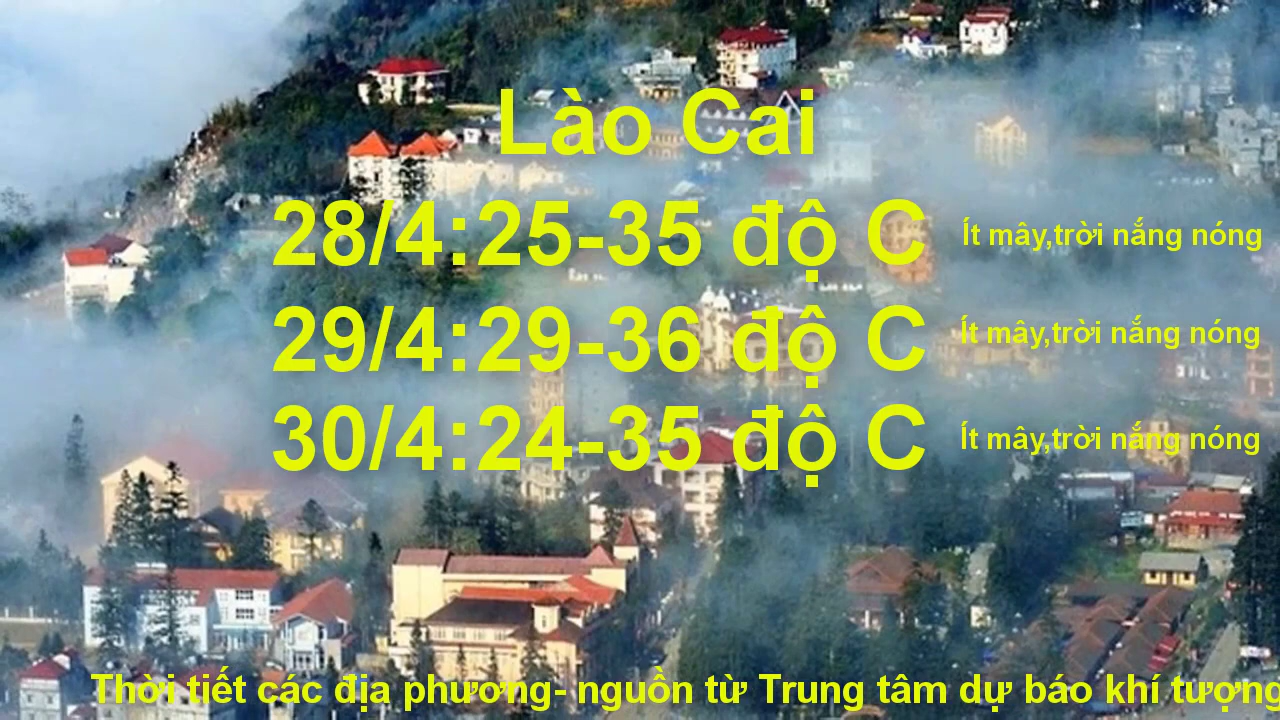 Lào Cai
28/4:25-35 độ C Ít mây,trời nắng nóng
29/4:29-36 độ C Ít mây,trời nắng nóng
30/4:24-35 độ C Ít mây,trời nắng nóng
Thời tiết các địa phương- nguồn từ Trung tâm dự báo khí tượng